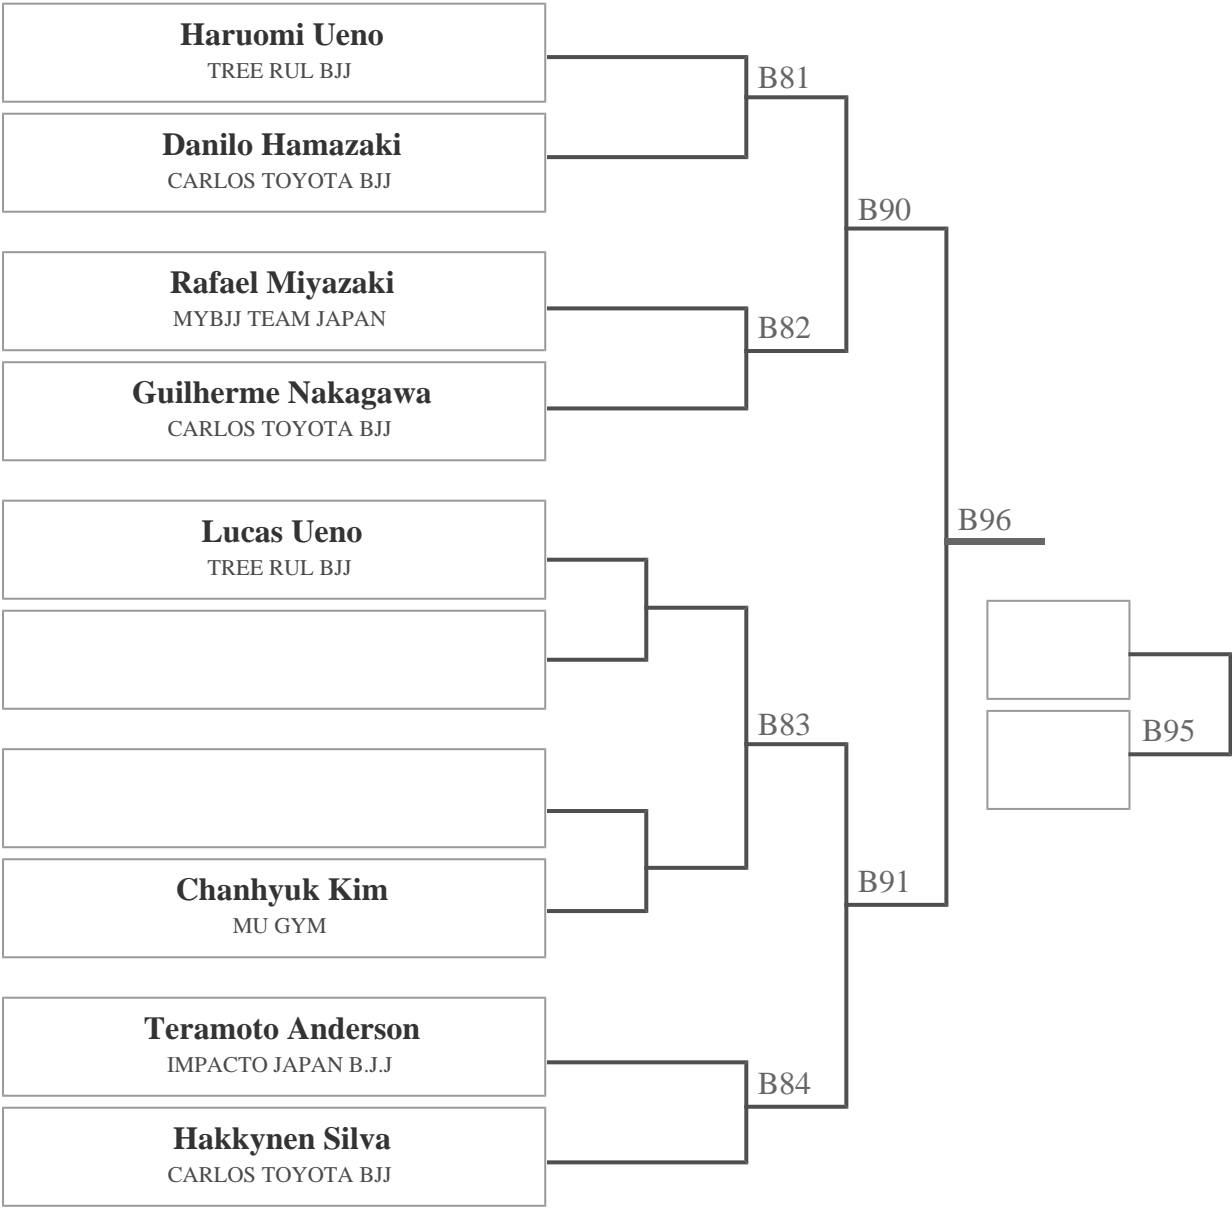 Haruomi Ueno
TREE RUL BJJ
B81
Danilo Hamazaki
CARLOS TOYOTA BJJ
B90
Rafael Miyazaki
MYBJJ TEAM JAPAN
B82
Guilherme Nakagawa
CARLOS TOYOTA BJJ
Lucas Ueno
TREE RUL BJJ
B96
B83
B95
Chanhyuk Kim
MU GYM
B91
Teramoto Anderson
IMPACTO JAPAN B.J.J
B84
Hakkynen Silva
CARLOS TOYOTA BJJ